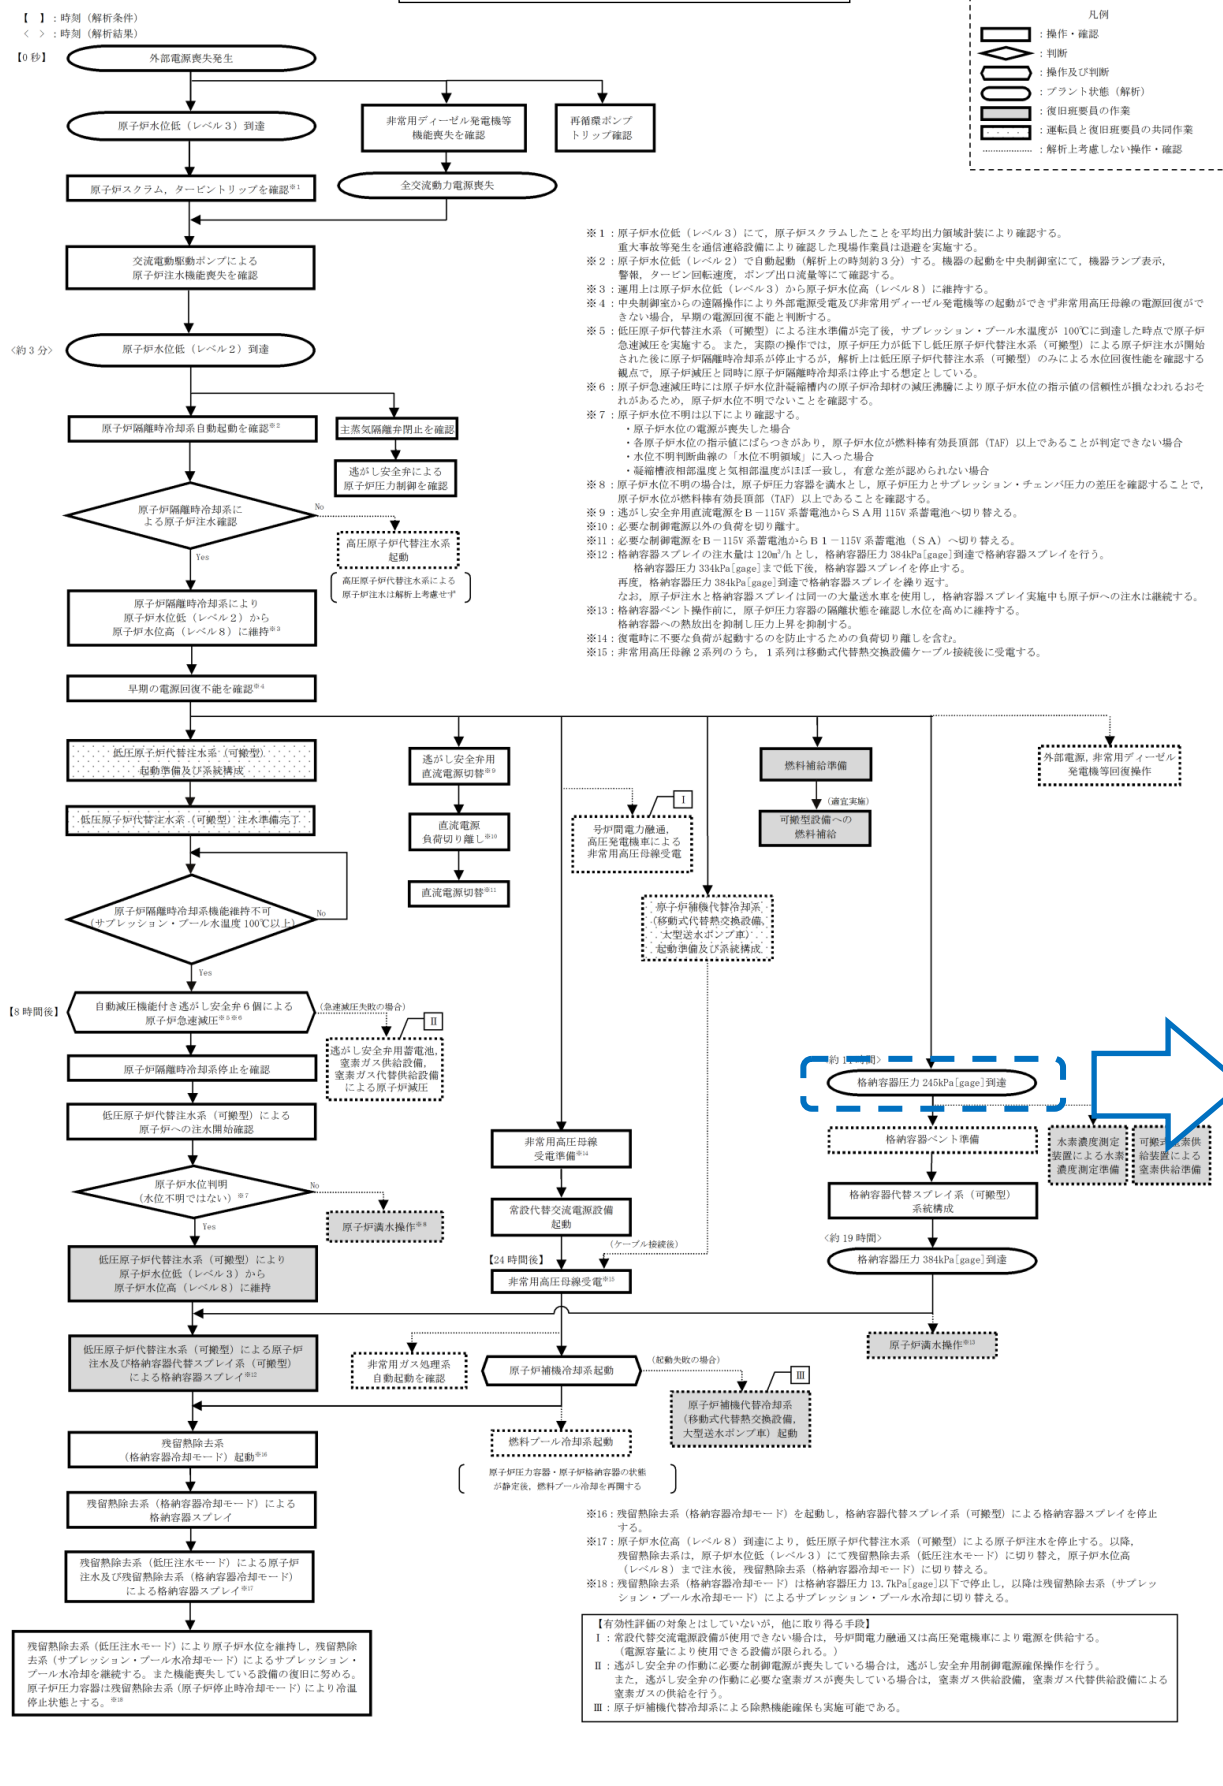 【 】：時刻（解析条件）
< >：時刻（解析結果）
凡例
：操作・確認
：判断
：操作及び判断
：プラント状態（解析）
：復旧班要員の作業
：運転員と復旧班要員の共同作業
：解析上考慮しない操作・確認
【0秒】
外部電源喪失発生
原子炉水位低（レベル３）到達
非常用ディーゼル発電機等
機能喪失を確認
再循環ポンプ
トリップ確認
原子炉スクラム，タービントリップを確認※1
全交流動力電源喪失
交流電動駆動ポンプによる
原子炉注水機能喪失を確認
<約３分>
原子炉水位低（レベル２）到達
原子炉隔離時冷却系自動起動を確認※2
主蒸気隔離弁閉止を確認
逃がし安全弁による
原子炉圧力制御を確認
原子炉隔離時冷却系に
よる原子炉注水確認
No
Yes
高圧原子炉代替注水系
起動
高圧原子炉代替注水系による
原子炉注水は解析上考慮せず
原子炉隔離時冷却系により
原子炉水位低（レベル２）から
原子炉水位高（レベル８）に維持※3
早期の電源回復不能を確認※4
※１：原子炉水位低（レベル３）にて，原子炉スクラムしたことを平均出力領域計装により確認する。
重大事故等発生を通信連絡設備により確認した現場作業員は退避を実施する。
※２：原子炉水位低（レベル２）で自動起動（解析上の時刻約３分）する。機器の起動を中央制御室にて，機器ランプ表示，
警報，タービン回転速度，ポンプ出口流量等にて確認する。
※３：運用上は原子炉水位低（レベル３）から原子炉水位高（レベル８）に維持する。
※４：中央制御室からの遠隔操作により外部電源受電及び非常用ディーゼル発電機等の起動ができず非常用高圧母線の電源回復がで
きない場合，早期の電源回復不能と判断する。
※５：低圧原子炉代替注水系（可搬型）による注水準備が完了後，サプレッション・プール水温度が 100℃に到達した時点で原子炉
急速減圧を実施する。また，実際の操作では，原子炉圧力が低下し低圧原子炉代替注水系（可搬型）による原子炉注水が開始
された後に原子炉隔離時冷却系が停止するが，解析上は低圧原子炉代替注水系（可搬型）のみによる水位回復性能を確認する
観点で，原子炉減圧と同時に原子炉隔離時冷却系は停止する想定としている。
※６：原子炉急速減圧時には原子炉水位計凝縮槽内の原子炉冷却材の減圧沸騰により原子炉水位の指示値の信頼性が損なわれるおそ
れがあるため，原子炉水位不明でないことを確認する。
※７：原子炉水位不明は以下により確認する。
・原子炉水位の電源が喪失した場合
・各原子炉水位の指示値にばらつきがあり，原子炉水位が燃料棒有効長頂部（TAF）以上であることが判定できない場合
・水位不明判断曲線の「水位不明領域」に入った場合
・凝縮槽液相部温度と気相部温度がほぼ一致し，有意な差が認められない場合
※８：原子炉水位不明の場合は，原子炉圧力容器を満水とし，原子炉圧力とサプレッション・チェンバ圧力の差圧を確認することで，
原子炉水位が燃料棒有効長頂部（TAF）以上であることを確認する。
※９：逃がし安全弁用直流電源をＢ－115V 系蓄電池からＳＡ用 115V 系蓄電池へ切り替える。
※10：必要な制御電源以外の負荷を切り離す。
※11：必要な制御電源をＢ－115V 系蓄電池からＢ１－115V 系蓄電池（ＳＡ）へ切り替える。
※12：格納容器スプレイの注水量は 120m³/h とし，格納容器圧力 384kPa[gage]到達で格納容器スプレイを行う。
格納容器圧力 334kPa[gage]まで低下後，格納容器スプレイを停止する。
再度，格納容器圧力 384kPa[gage]到達で格納容器スプレイを繰り返す。
なお，原子炉注水と格納容器スプレイは同一の大量送水車を使用し，格納容器スプレイ実施中も原子炉への注水は継続する。
※13：格納容器ベント操作前に，原子炉圧力容器の隔離状態を確認し水位を高めに維持する。
格納容器への熱放出を抑制し圧力上昇を抑制する。
※14：復電時に不要な負荷が起動するのを防止するための負荷切り離しを含む。
※15：非常用高圧母線２系列のうち，１系列は移動式代替熱交換設備ケーブル接続後に受電する。
低圧原子炉代替注水系（可搬型）
起動準備及び系統構成
低圧原子炉代替注水系（可搬型）注水準備完了
逃がし安全弁用
直流電源切替※9
直流電源
負荷切り離し※10
直流電源切替※11
Ⅰ
号炉間電力融通，
高圧発電機車による
非常用高圧母線受電
原子炉補機代替冷却系
（移動式代替熱交換設備，
大型送水ポンプ車）
起動準備及び系統構成
燃料補給準備
（適宜実施）
可搬型設備への
燃料補給
外部電源，非常用ディーゼル
発電機等回復操作
原子炉隔離時冷却系機能維持不可
（サプレッション・プール水温度 100℃以上）
No
Yes
【８時間後】
自動減圧機能付き逃がし安全弁６個による
原子炉急速減圧※5※6
（急速減圧失敗の場合）
Ⅱ
逃がし安全弁用蓄電池，
窒素ガス供給設備，
窒素ガス代替供給設備
による原子炉減圧
原子炉隔離時冷却系停止を確認
低圧原子炉代替注水系（可搬型）による
原子炉への注水開始確認
原子炉水位判明
（水位不明ではない）※7
No
Yes
原子炉満水操作※8
低圧原子炉代替注水系（可搬型）により
原子炉水位低（レベル３）から
原子炉水位高（レベル８）に維持
非常用高圧母線
受電準備※14
常設代替交流電源設備
起動
（ケーブル接続後）
【24 時間後】
非常用高圧母線受電※15
格納容器圧力 245kPa[gage]到達
格納容器ベント準備
水素濃度測定
装置による水素
濃度測定準備
可搬式窒素供
給装置による
窒素供給準備
格納容器代替スプレイ系（可搬型）
系統構成
<約 19 時間>
格納容器圧力 384kPa[gage]到達
原子炉満水操作※13
低圧原子炉代替注水系（可搬型）による原子炉
注水及び格納容器代替スプレイ系（可搬型）
による格納容器スプレイ※12
非常用ガス処理系
自動起動を確認
原子炉補機冷却系起動
（起動失敗の場合）
Ⅲ
原子炉補機代替冷却系
（移動式代替熱交換設備，
大型送水ポンプ車）起動
燃料プール冷却系起動
原子炉圧力容器・原子炉格納容器の状態
が静定後，燃料プール冷却を再開する
残留熱除去系
（格納容器冷却モード）起動※16
残留熱除去系（格納容器冷却モード）による
格納容器スプレイ
残留熱除去系（低圧注水モード）による原子炉
注水及び残留熱除去系（格納容器冷却モード）
による格納容器スプレイ※17
残留熱除去系（低圧注水モード）により原子炉水位を維持し，残留熱除
去系（サプレッション・プール水冷却モード）によるサプレッション・
プール水冷却を継続する。また機能喪失している設備の復旧に努める。
原子炉圧力容器は残留熱除去系（原子炉停止時冷却モード）により冷温
停止状態とする。※18
※16：残留熱除去系（格納容器冷却モード）を起動し，格納容器代替スプレイ系（可搬型）による格納容器スプレイを停止
する。
※17：原子炉水位高（レベル８）到達により，低圧原子炉代替注水系（可搬型）による原子炉注水を停止する。以降，
残留熱除去系は，原子炉水位低（レベル３）にて残留熱除去系（低圧注水モード）に切り替え，原子炉水位高
（レベル８）まで注水後，残留熱除去系（格納容器冷却モード）に切替える。
※18：残留熱除去系（格納容器冷却モード）は格納容器圧力 13.7kPa[gage]以下で停止し，以降は残留熱除去系（サプレッ
ション・プール水冷却モード）によるサプレッション・プール水冷却に切り替える。
【有効性評価の対象とはしていないが，他に取り得る手段】
Ⅰ：常設代替交流電源設備が使用できない場合は，号炉間電力融通又は高圧発電機車により電源を供給する。
（電源容量により使用できる設備が限られる。）
Ⅱ：逃がし安全弁の作動に必要な制御電源が喪失している場合は，逃がし安全弁用制御電源確保操作を行う。
また，逃がし安全弁の作動に必要な窒素ガスが喪失している場合は，窒素ガス供給設備，窒素ガス代替供給設備による
窒素ガスの供給を行う。
Ⅲ：原子炉補機代替冷却系による除熱機能確保も実施可能である。